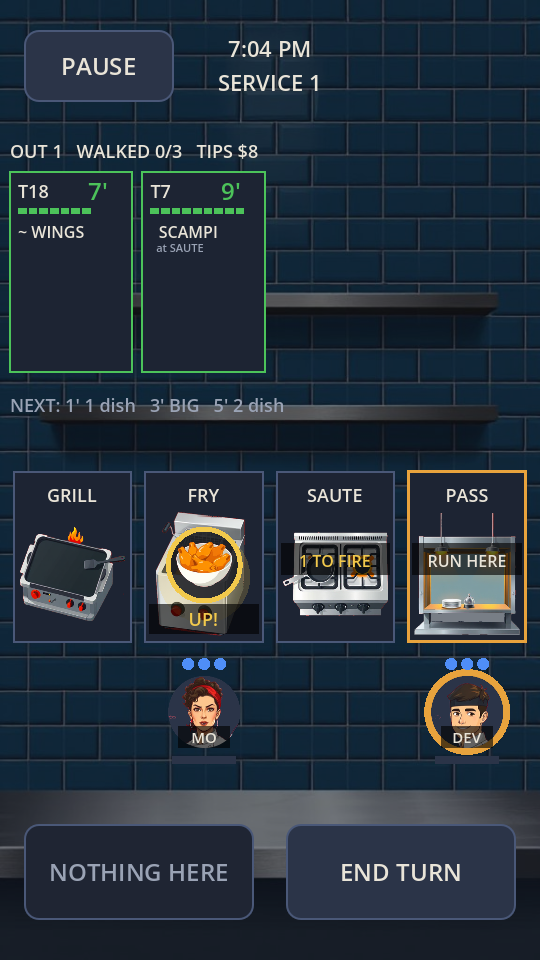 PAUSE
7:04 PM
SERVICE 1
OUT 1 WALKED 0/3 TIPS $8
T18 7'
~ WINGS
T7 9'
SCAMPI
at SAUTE
NEXT: 1' 1 dish 3' BIG 5' 2 dish
GRILL
FRY
UP!
SAUTE
1 TO FIRE
PASS
RUN HERE
MO
DEV
NOTHING HERE
END TURN